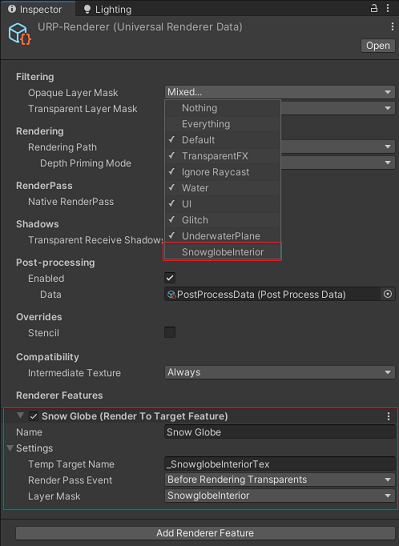 Inspector Lighting
URP-Renderer (Universal Renderer Data)
Open
Filtering
Opaque Layer Mask Mixed...
Transparent Layer Mask
Nothing
Everything
Rendering
Default
Rendering Path
TransparentFX
Depth Priming Mode
Ignore Raycast
RenderPass
Water
Native RenderPass
UI
Shadows
Glitch
Transparent Receive Shadows
UnderwaterPlane
SnowglobeInterior
Post-processing
Enabled
Data PostProcessData (Post Process Data)
Overrides
Stencil
Compatibility
Intermediate Texture Always
Renderer Features
Snow Globe (Render To Target Feature)
Name Snow Globe
Settings
Temp Target Name _SnowglobeInteriorTex
Render Pass Event Before Rendering Transparents
Layer Mask SnowglobeInterior
Add Renderer Feature